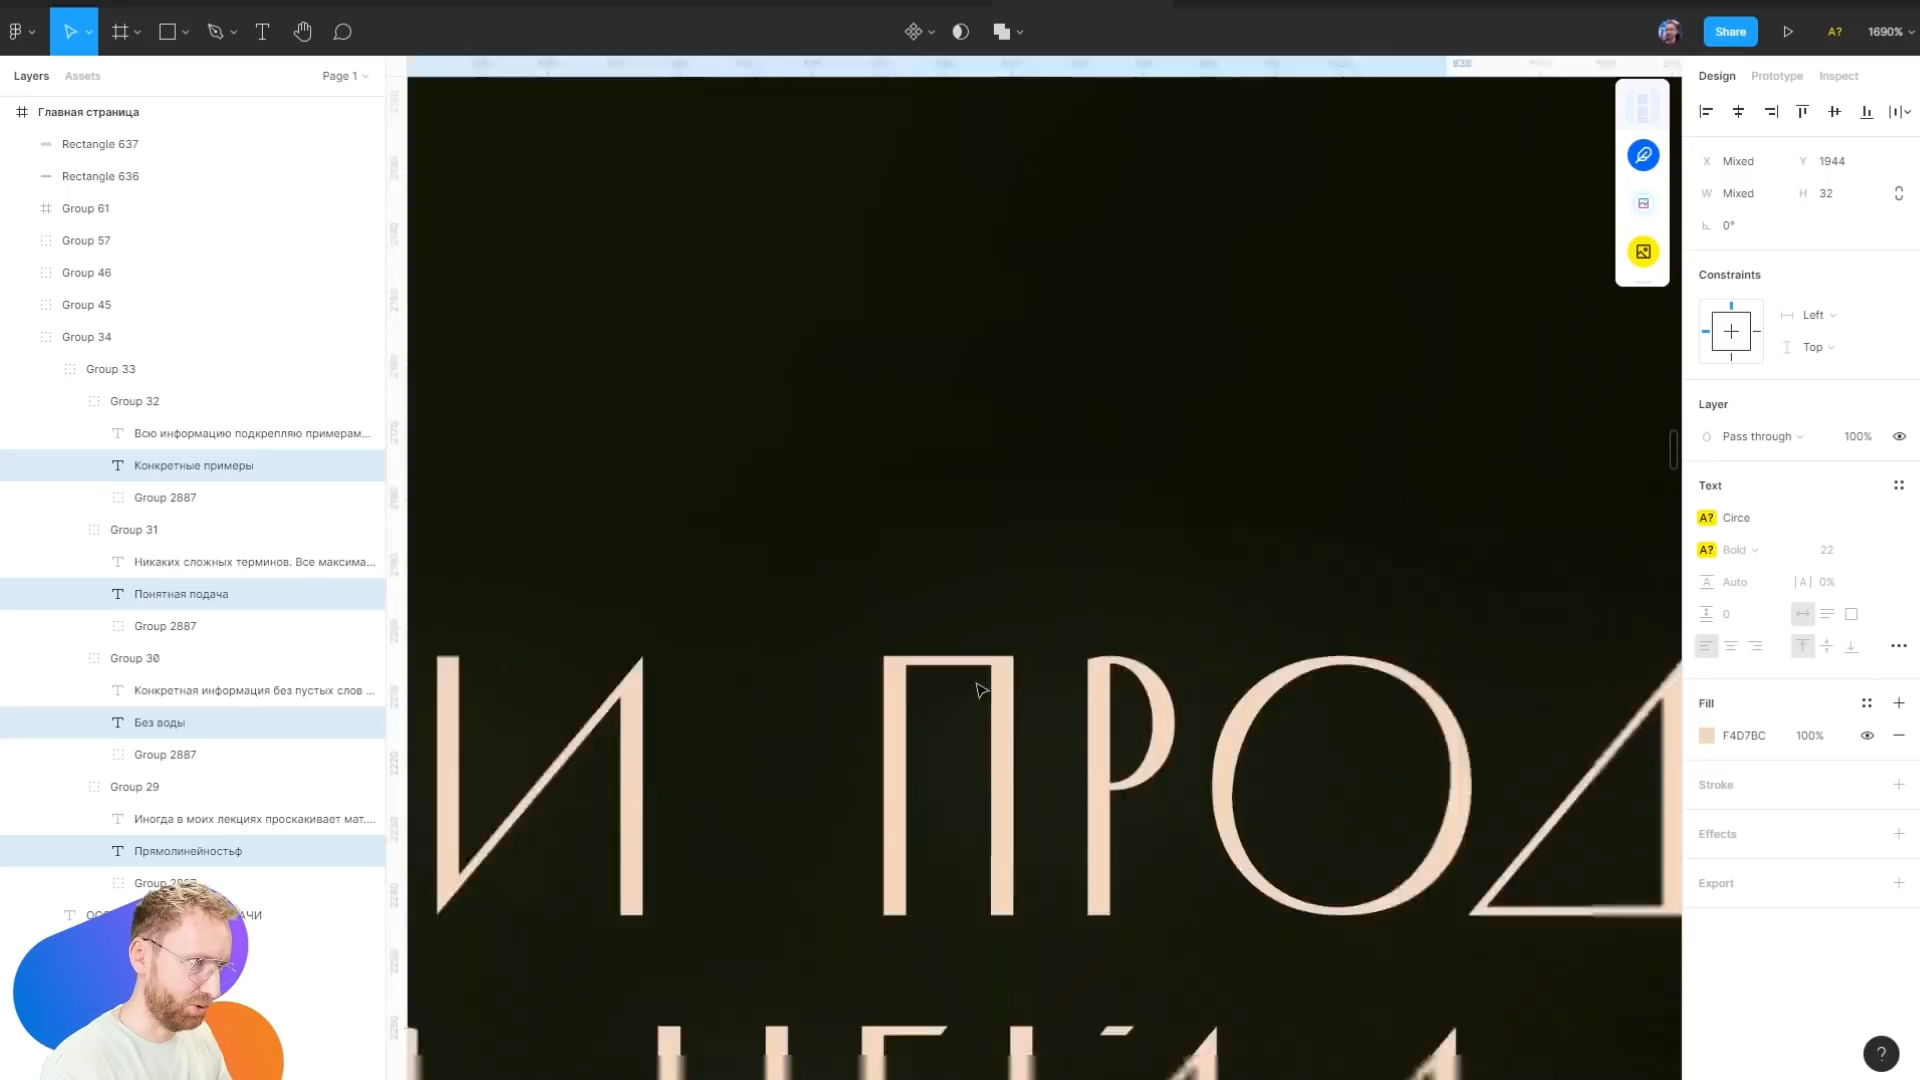 Share
A?
1690%
Layers
Assets
Page 1
Design
Prototype
Inspect
Главная страница
Rectangle 637
Rectangle 636
Group 61
Group 57
Group 46
Group 45
Group 34
Group 33
Group 32
Всю информацию подкрепляю примерам...
Конкретные примеры
Group 2887
Group 31
Никаких сложных терминов. Все максима...
Понятная подача
Group 2887
Group 30
Конкретная информация без пустых слов ...
Без воды
Group 2887
Group 29
Иногда в моих лекциях проскакивает мат....
Прямолинейностьф
Group
И ПРОД
X Mixed Y 1944
W Mixed H 32
0°
Constraints
Left
Top
Layer
Pass through 100%
Text
A? Circe
A? Bold 22
Auto |A| 0%
0
Fill
F4D7BC 100%
Stroke
Effects
Export
?